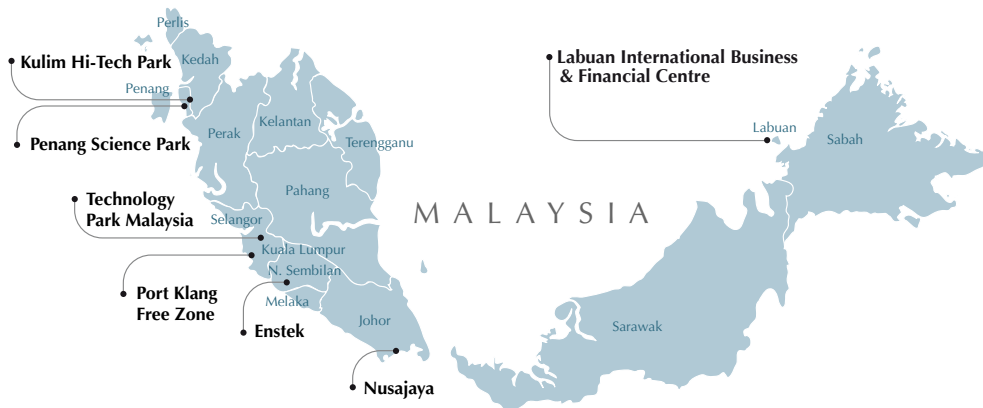 Perlis
Kulim Hi-Tech Park
Kedah
Labuan International Business
& Financial Centre
Penang
Penang Science Park
Perak
Kelantan
Terengganu
Labuan
Sabah
Technology
Park Malaysia
Pahang
MALAYSIA
Selangor
Kuala Lumpur
N. Sembilan
Port Klang
Free Zone
Melaka
Enstek
Johor
Sarawak
Nusajaya